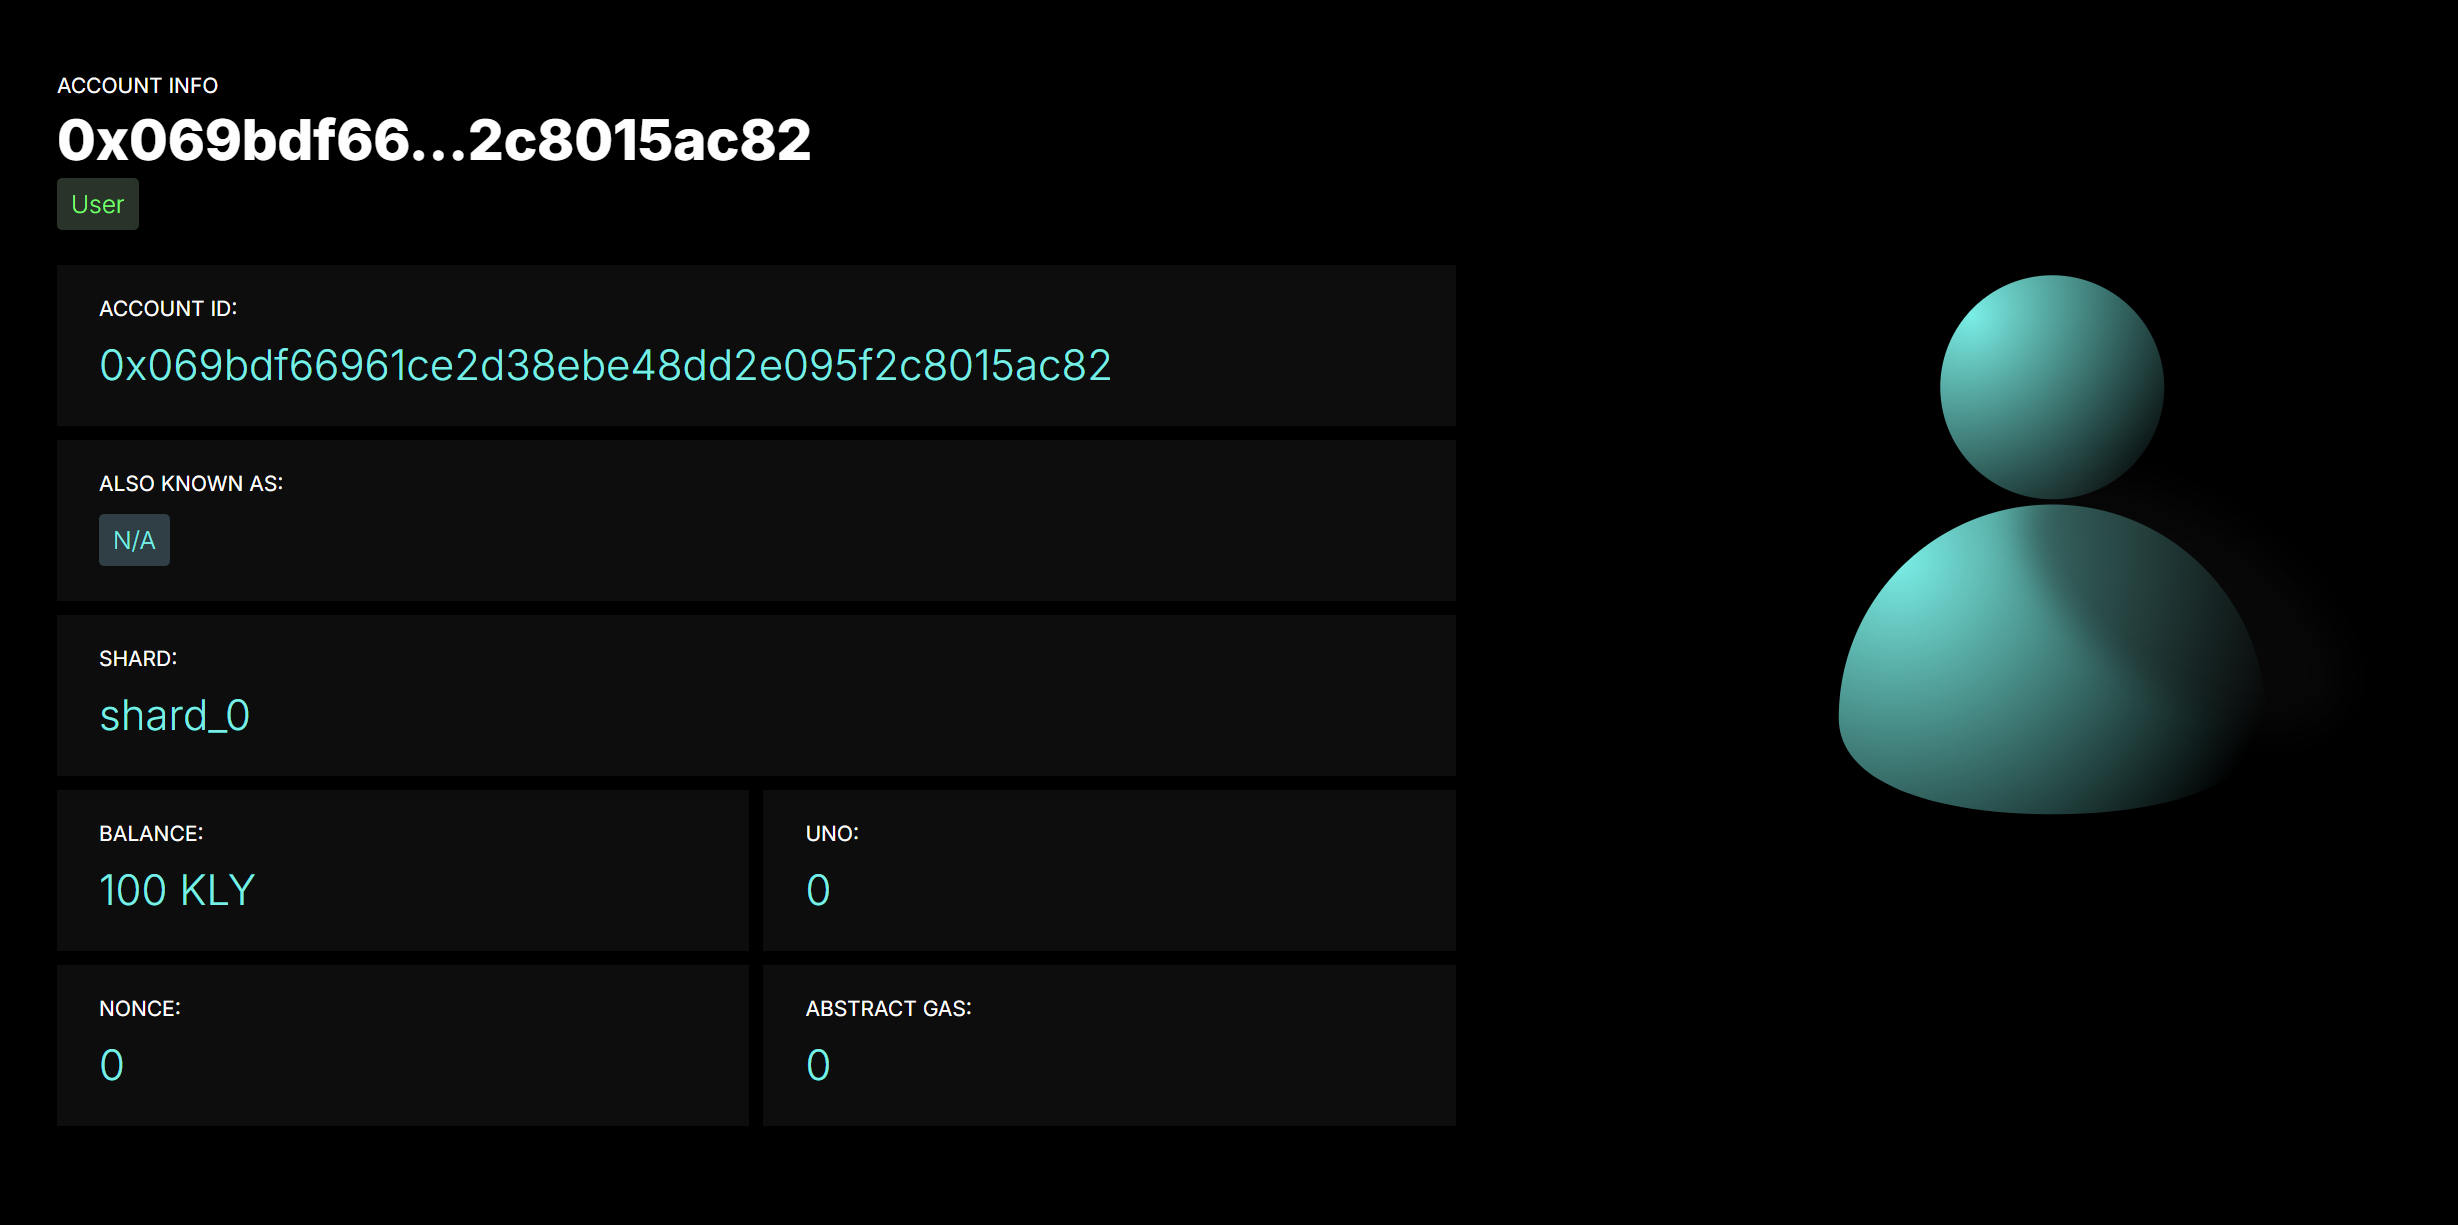 ACCOUNT INFO
0x069bdf66...2c8015ac82
User
ACCOUNT ID:
0x069bdf66961ce2d38ebe48dd2e095f2c8015ac82
ALSO KNOWN AS:
N/A
SHARD:
shard_0
BALANCE:
100 KLY
UNO:
0
NONCE:
0
ABSTRACT GAS:
0